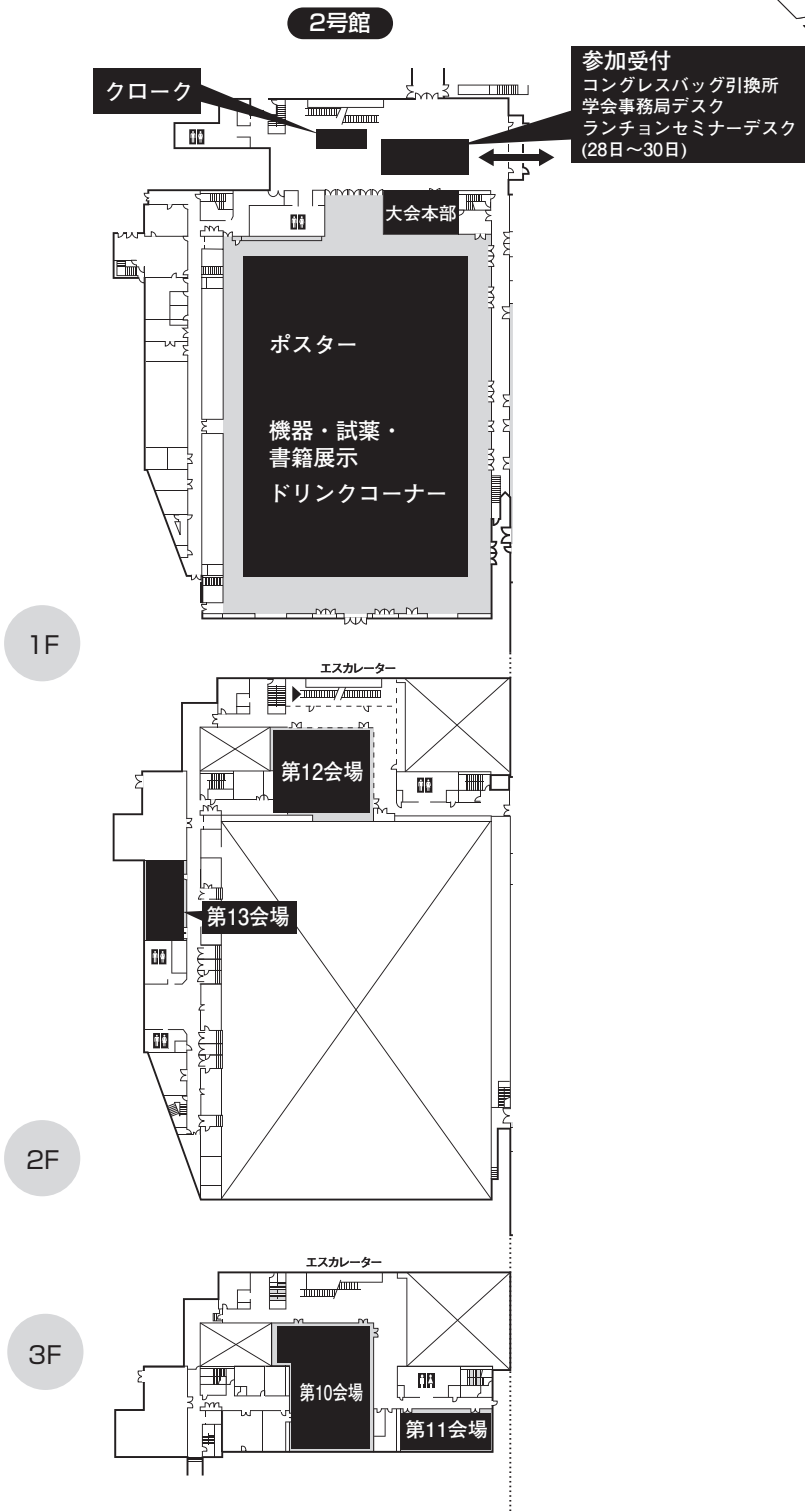 2号館
クローク
参加受付
コングレスバッグ引換所
学会事務局デスク
ランチョンセミナーデスク
(28日〜30日)
大会本部
ポスター
機器・試薬・
書籍展示
ドリンクコーナー
1F
エスカレーター
第12会場
第13会場
2F
エスカレーター
3F
第10会場
第11会場